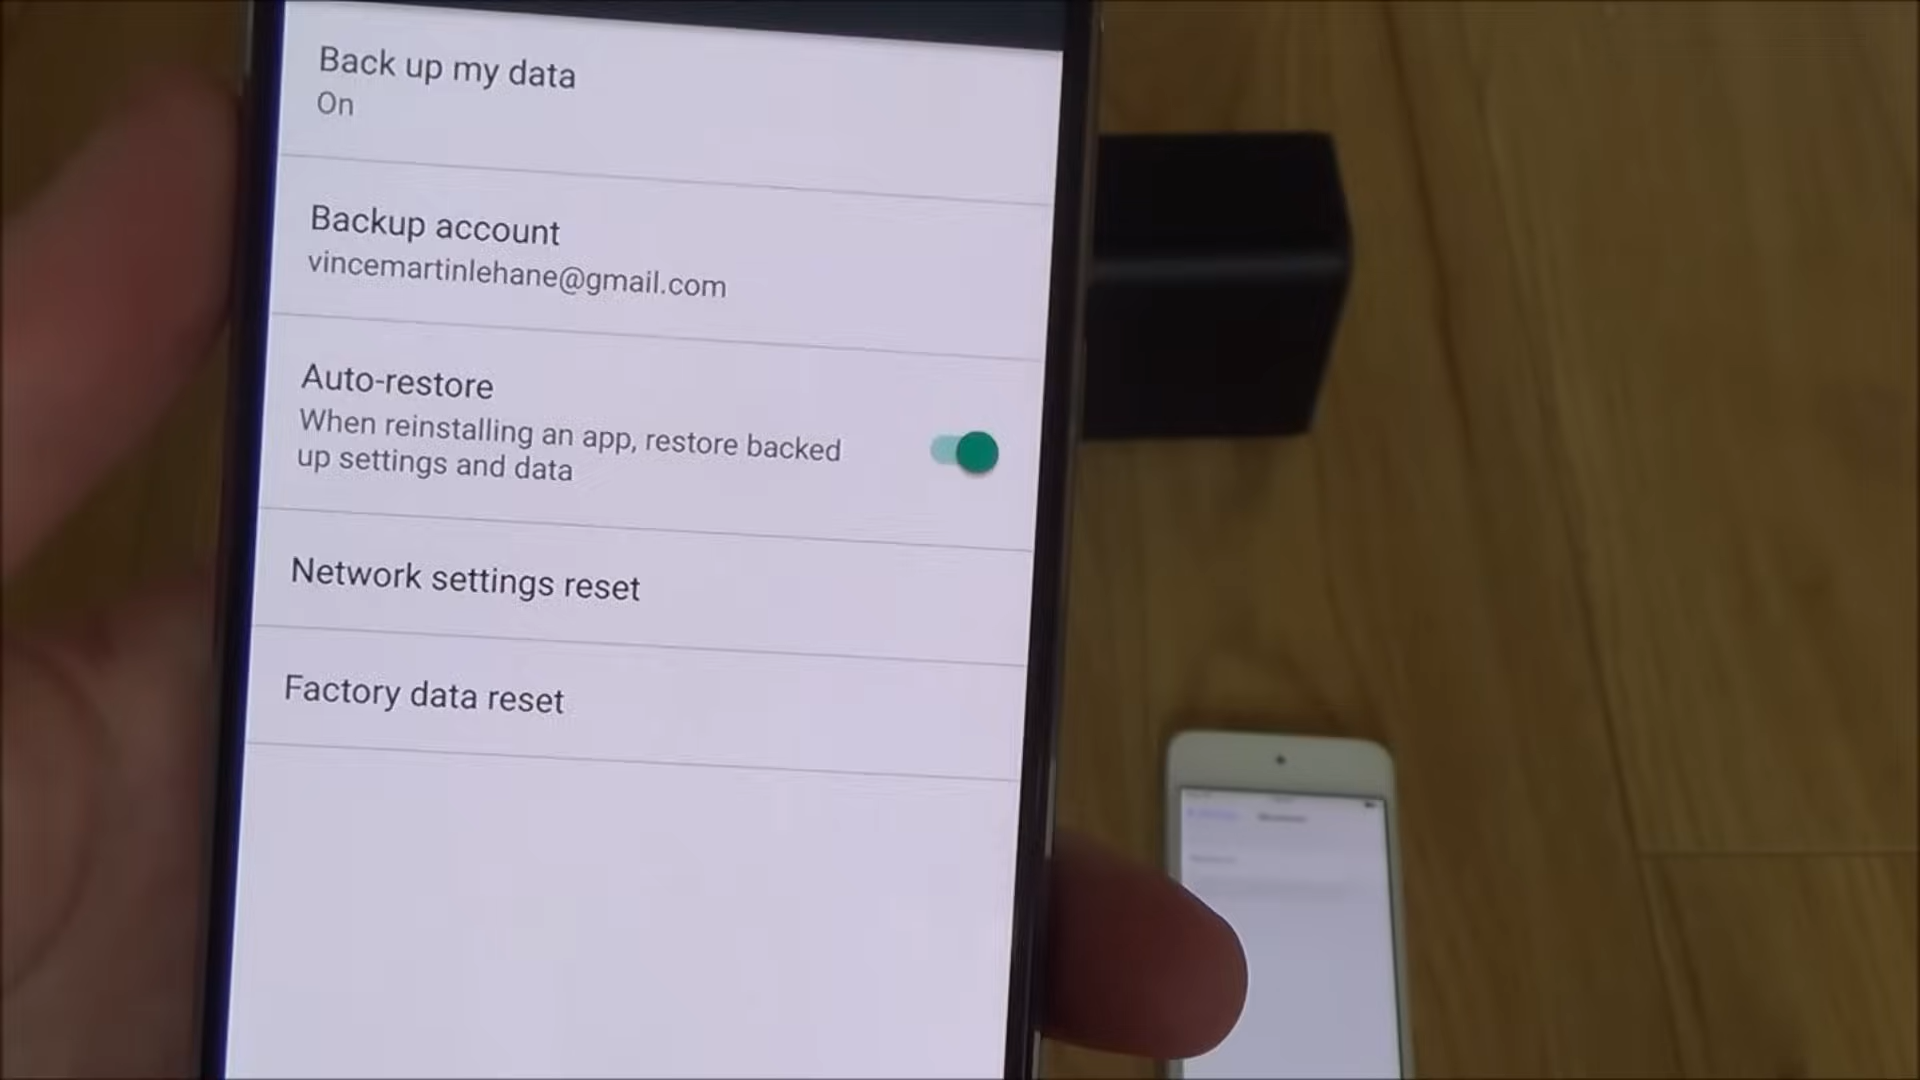 Back up my data
On
Backup account
vincemartinlehane@gmail.com
Auto-restore
When reinstalling an app, restore backed
up settings and data
Network settings reset
Factory data reset